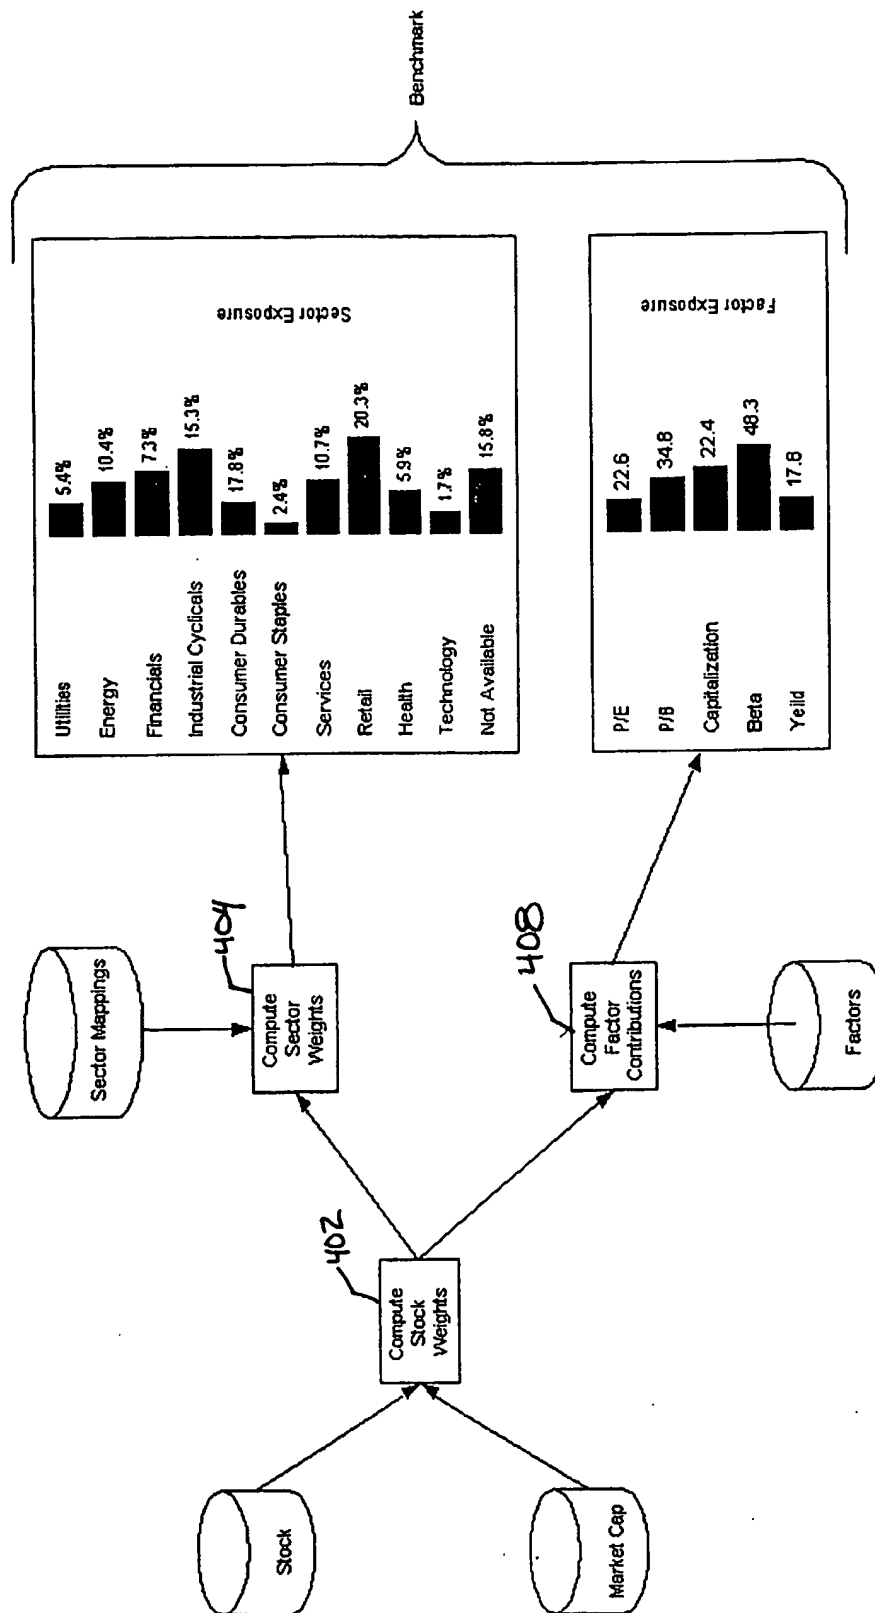 Stock
Market Cap
402
Compute
Stock
Weights
Sector Mappings
404
Compute
Sector
Weights
408
Compute
Factor
Contributions
Factors
Utilities 5.4%
Energy 10.4%
Financials 7.3%
Industrial Cyclicals 15.3%
Consumer Durables 17.8%
Consumer Staples 2.4%
Services 10.7%
Retail 20.3%
Health 5.9%
Technology 1.7%
Not Available 15.8%
Sector Exposure
P/E 22.6
P/B 34.8
Capitalization 22.4
Beta 48.3
Yeild 17.6
Factor Exposure
Benchmark